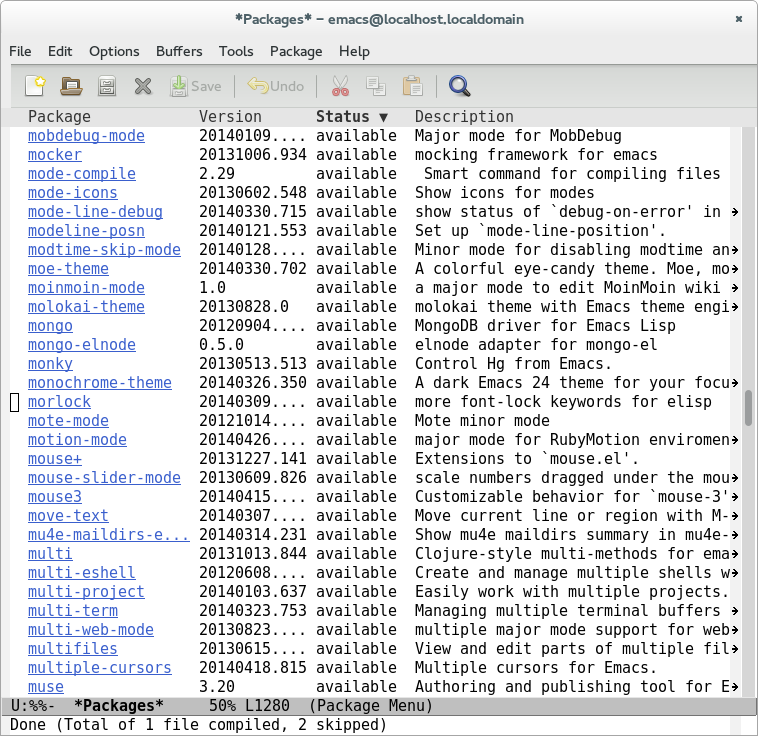 *Packages* – emacs@localhost.localdomain ×
File Edit Options Buffers Tools Package Help
Save Undo
Package Version Status ▼ Description
mobdebug-mode 20140109.... available Major mode for MobDebug
mocker 20131006.934 available mocking framework for emacs
mode-compile 2.29 available Smart command for compiling files
mode-icons 20130602.548 available Show icons for modes
mode-line-debug 20140330.715 available show status of `debug-on-error' in
modeline-posn 20140121.553 available Set up `mode-line-position'.
modtime-skip-mode 20140128.... available Minor mode for disabling modtime an
moe-theme 20140330.702 available A colorful eye-candy theme. Moe, mo
moinmoin-mode 1.0 available a major mode to edit MoinMoin wiki
molokai-theme 20130828.0 available molokai theme with Emacs theme engi
mongo 20120904.... available MongoDB driver for Emacs Lisp
mongo-elnode 0.5.0 available elnode adapter for mongo-el
monky 20130513.513 available Control Hg from Emacs.
monochrome-theme 20140326.350 available A dark Emacs 24 theme for your focu
morlock 20140309.... available more font-lock keywords for elisp
mote-mode 20121014.... available Mote minor mode
motion-mode 20140426.... available major mode for RubyMotion enviromen
mouse+ 20131227.141 available Extensions to `mouse.el'.
mouse-slider-mode 20130609.826 available scale numbers dragged under the mou
mouse3 20140415.... available Customizable behavior for `mouse-3'
move-text 20140307.... available Move current line or region with M-
mu4e-maildirs-e... 20140314.231 available Show mu4e maildirs summary in mu4e-
multi 20131013.844 available Clojure-style multi-methods for ema
multi-eshell 20120608.... available Create and manage multiple shells w
multi-project 20140103.637 available Easily work with multiple projects.
multi-term 20140323.753 available Managing multiple terminal buffers
multi-web-mode 20130823.... available multiple major mode support for web
multifiles 20130615.... available View and edit parts of multiple fil
multiple-cursors 20140418.815 available Multiple cursors for Emacs.
muse 3.20 available Authoring and publishing tool for E
U:%%- *Packages* 50% L1280 (Package Menu)
Done (Total of 1 file compiled, 2 skipped)